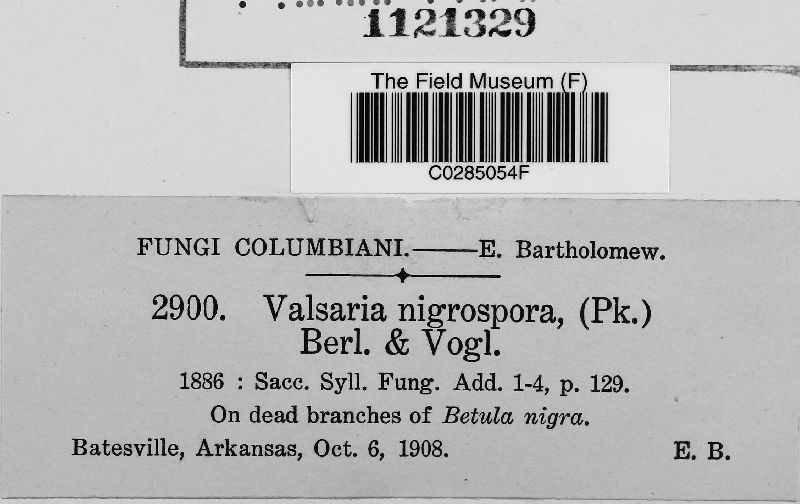 1121329
The Field Museum (F)
C0285054F
FUNGI COLUMBIANI.——E. Bartholomew.
2900. Valsaria nigrospora, (Pk.)
Berl. & Vogl.
1886 : Sacc. Syll. Fung. Add. 1-4, p. 129.
On dead branches of Betula nigra.
Batesville, Arkansas, Oct. 6, 1908. E. B.